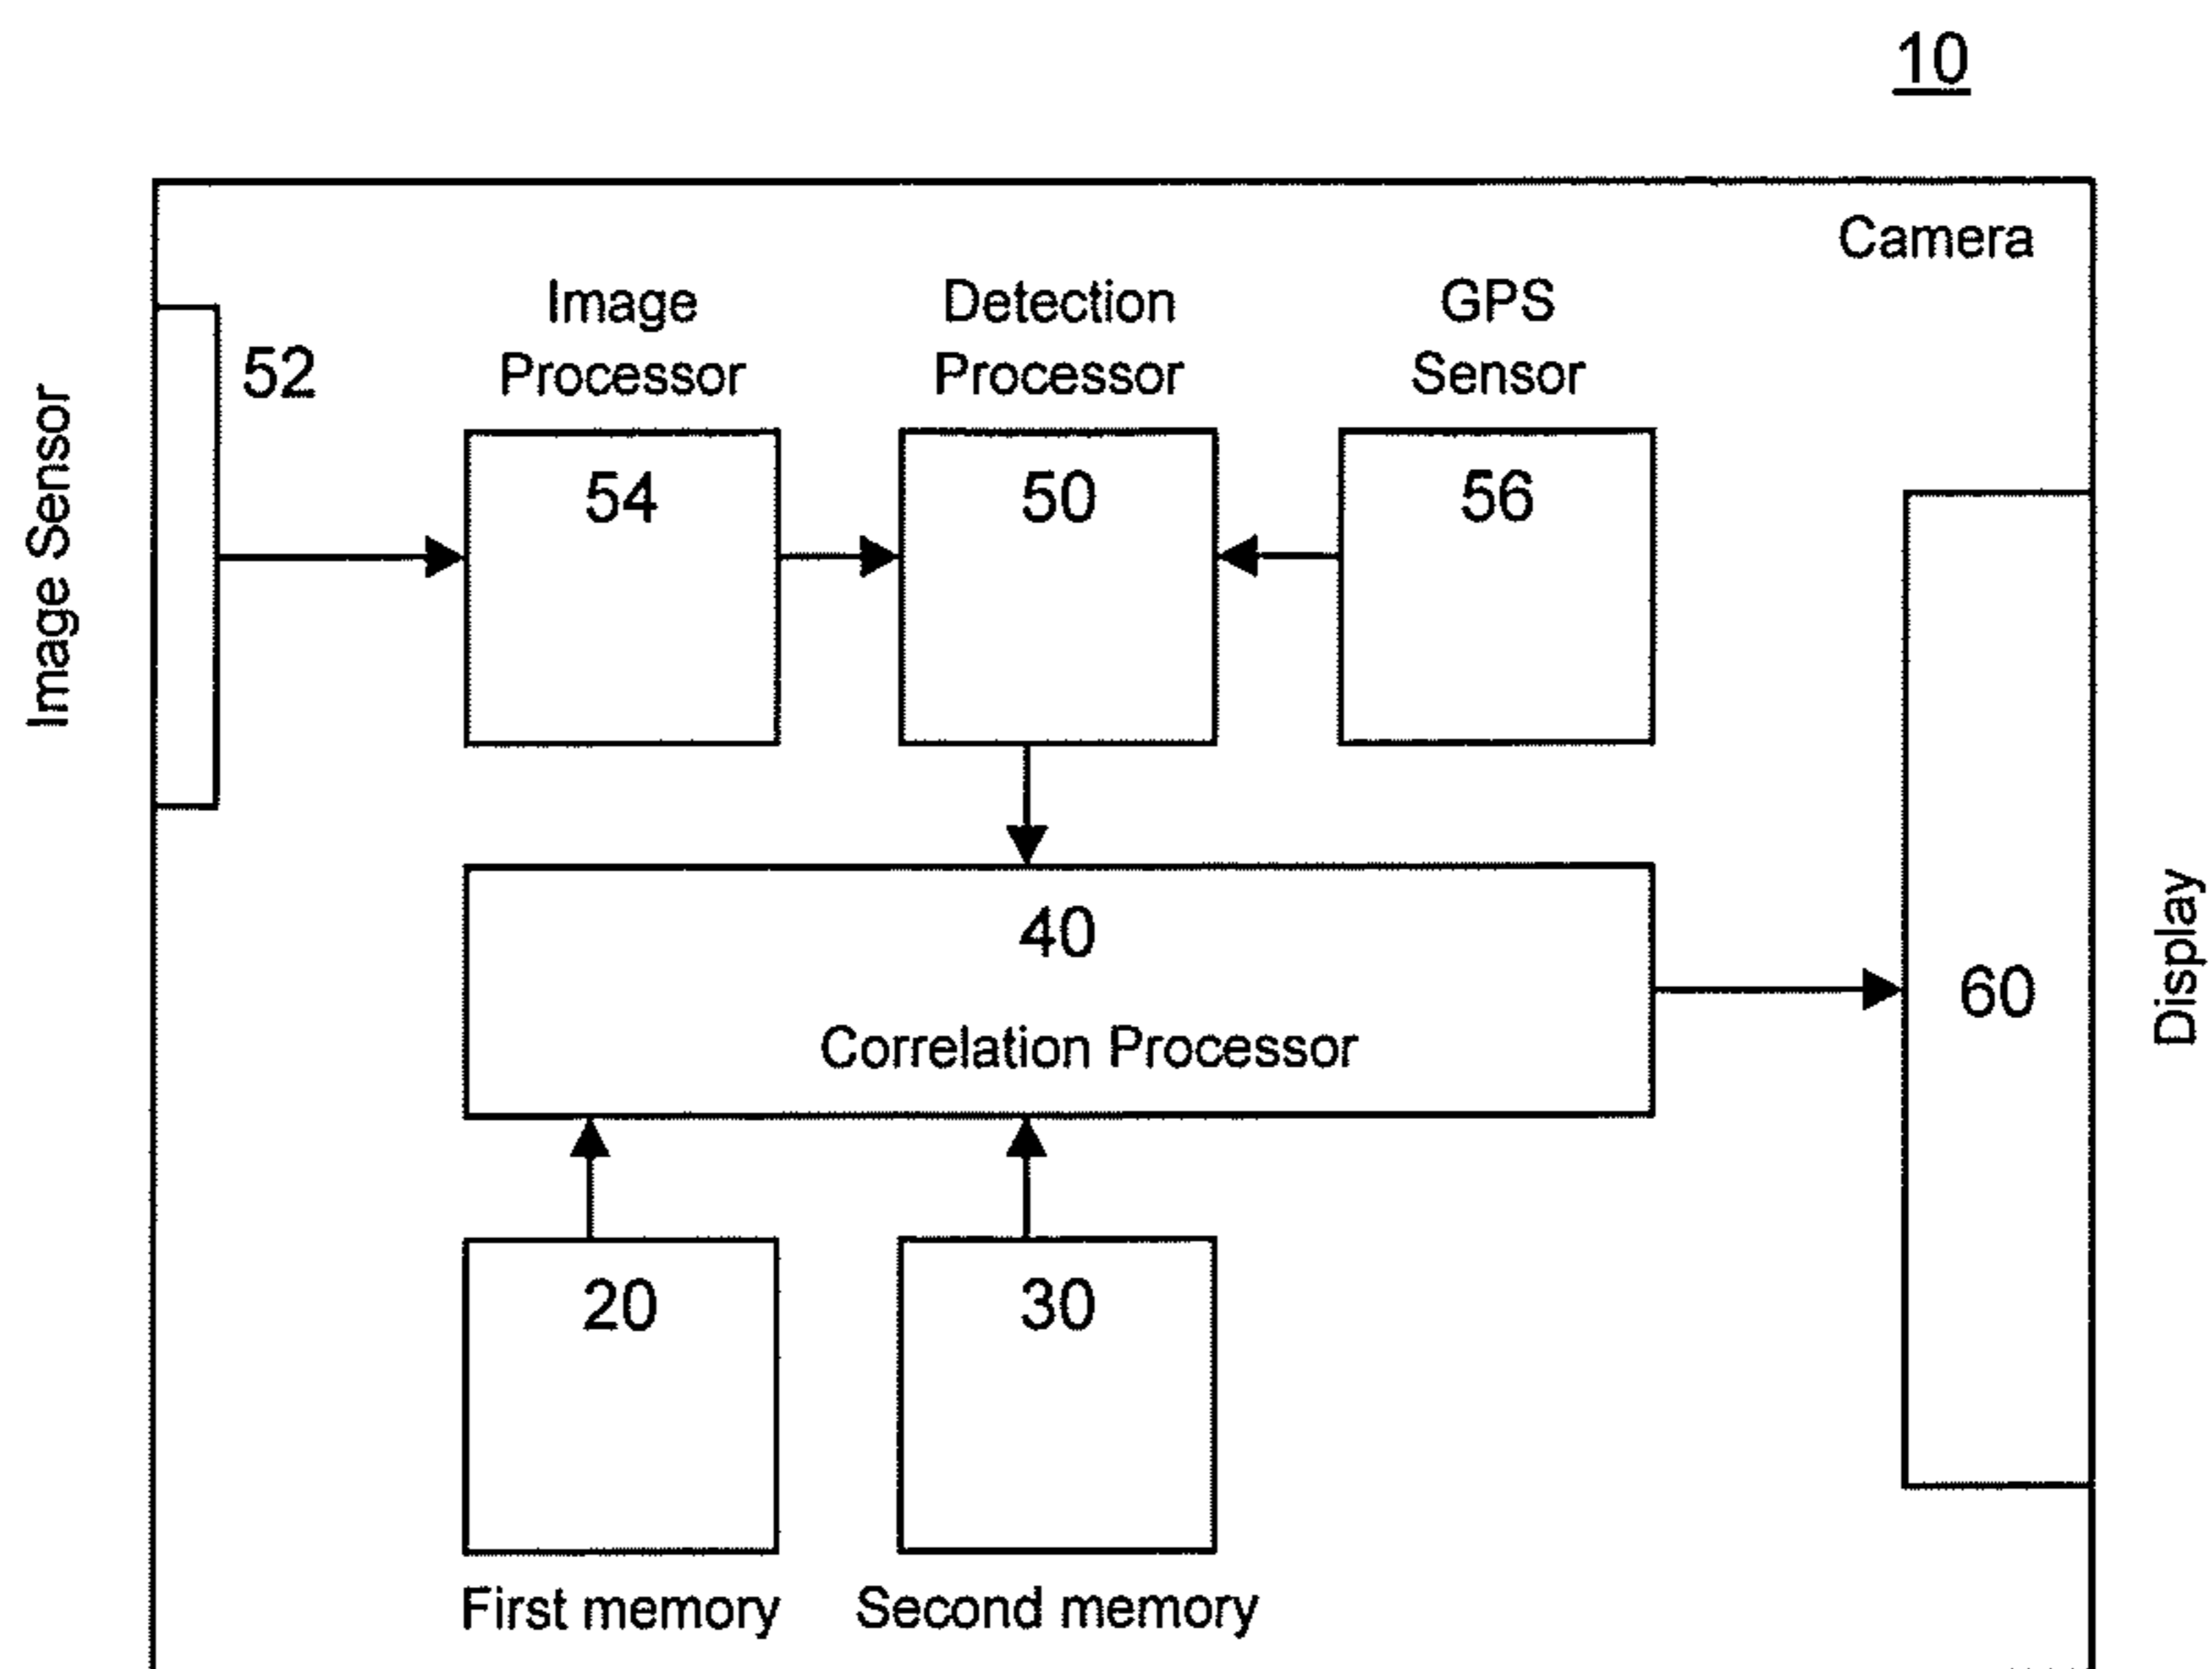 10
Camera
Image Sensor
52
Image
Processor
54
Detection
Processor
50
GPS
Sensor
56
40
Correlation Processor
60
Display
20
First memory
30
Second memory